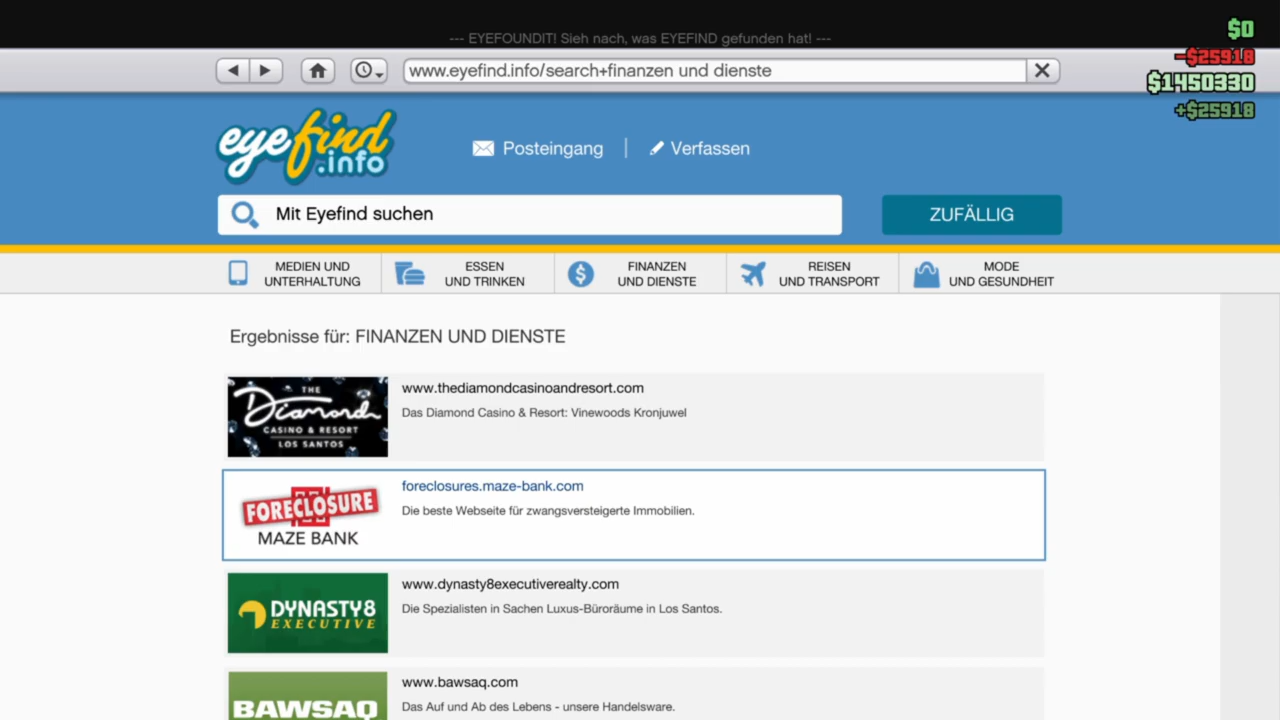 --- EYEFOUNDIT! Sieh nach, was EYEFIND gefunden hat! ---
$0
-$25918
$1450330
+$25918
www.eyefind.info/search+finanzen und dienste
eyefind
.info
Posteingang | Verfassen
Mit Eyefind suchen
ZUFÄLLIG
MEDIEN UND
UNTERHALTUNG
ESSEN
UND TRINKEN
FINANZEN
UND DIENSTE
REISEN
UND TRANSPORT
MODE
UND GESUNDHEIT
Ergebnisse für: FINANZEN UND DIENSTE
THE
Diamond
CASINO & RESORT
LOS SANTOS
www.thediamondcasinoandresort.com
Das Diamond Casino & Resort: Vinewoods Kronjuwel
FORECLOSURE
MAZE BANK
foreclosures.maze-bank.com
Die beste Webseite für zwangsversteigerte Immobilien.
DYNASTY8
EXECUTIVE
www.dynasty8executiverealty.com
Die Spezialisten in Sachen Luxus-Büroräume in Los Santos.
BAWSAQ
www.bawsaq.com
Das Auf und Ab des Lebens - unsere Handelsware.